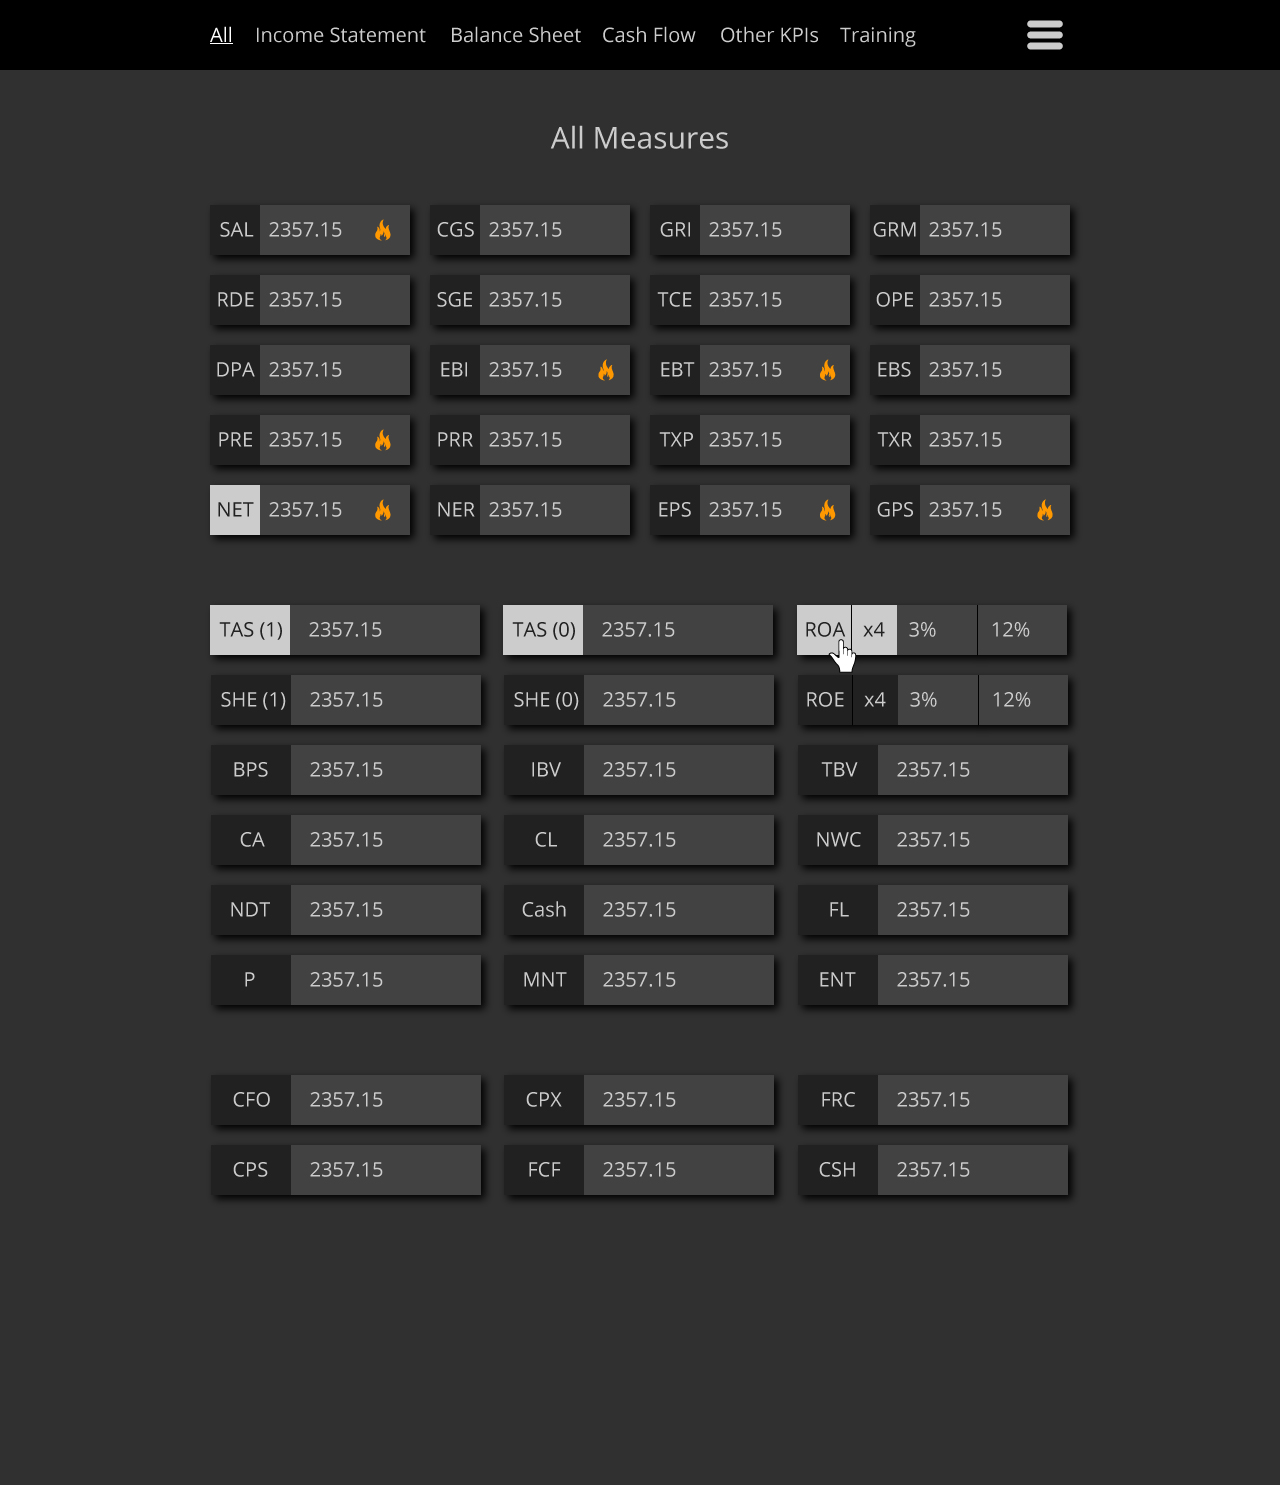 All Income Statement Balance Sheet Cash Flow Other KPIs Training
All Measures
SAL 2357.15 CGS 2357.15 GRI 2357.15 GRM 2357.15
RDE 2357.15 SGE 2357.15 TCE 2357.15 OPE 2357.15
DPA 2357.15 EBI 2357.15 EBT 2357.15 EBS 2357.15
PRE 2357.15 PRR 2357.15 TXP 2357.15 TXR 2357.15
NET 2357.15 NER 2357.15 EPS 2357.15 GPS 2357.15
TAS (1) 2357.15 TAS (0) 2357.15 ROA x4 3% 12%
SHE (1) 2357.15 SHE (0) 2357.15 ROE x4 3% 12%
BPS 2357.15 IBV 2357.15 TBV 2357.15
CA 2357.15 CL 2357.15 NWC 2357.15
NDT 2357.15 Cash 2357.15 FL 2357.15
P 2357.15 MNT 2357.15 ENT 2357.15
CFO 2357.15 CPX 2357.15 FRC 2357.15
CPS 2357.15 FCF 2357.15 CSH 2357.15